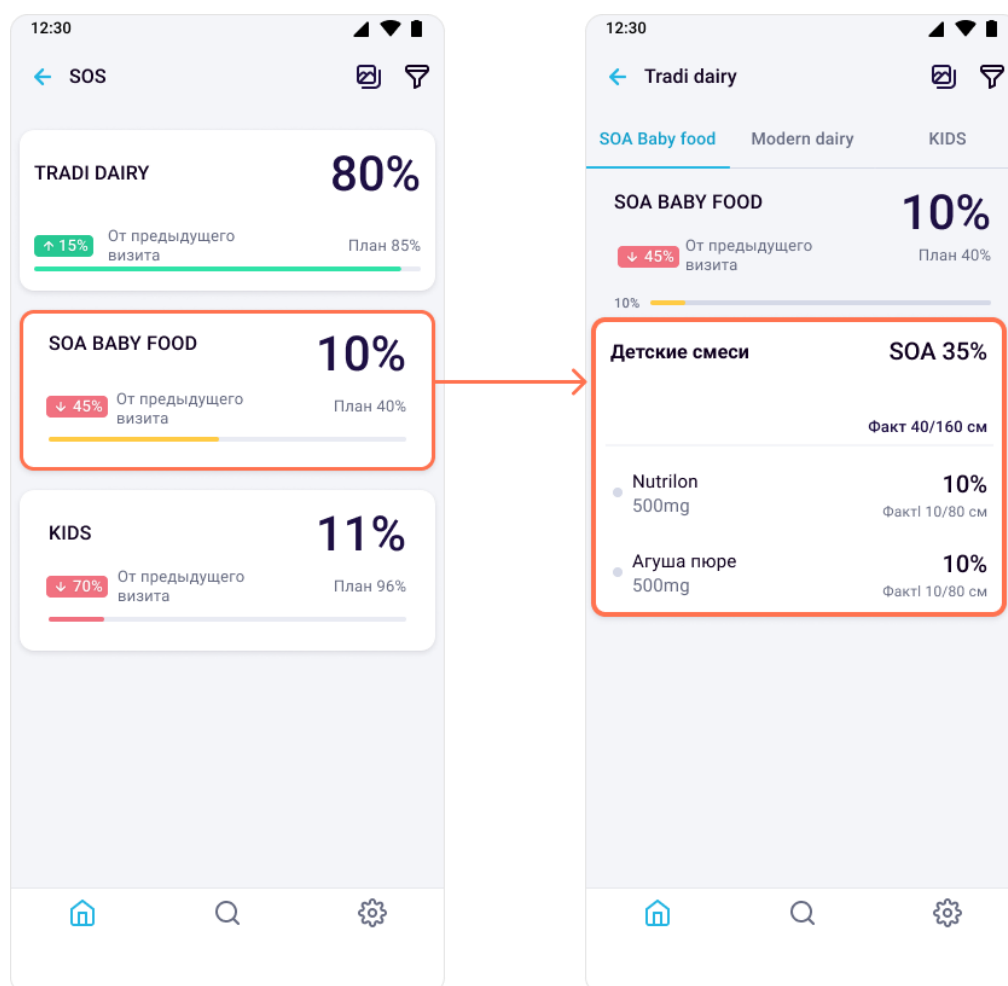 12:30
SOS
TRADI DAIRY
80%
↑ 15%
От предыдущего
визита
План 85%
SOA BABY FOOD
10%
↓ 45%
От предыдущего
визита
План 40%
KIDS
11%
↓ 70%
От предыдущего
визита
План 96%
12:30
Tradi dairy
SOA Baby food
Modern dairy
KIDS
SOA BABY FOOD
10%
↓ 45%
От предыдущего
визита
План 40%
10%
Детские смеси
SOA 35%
Факт 40/160 см
Nutrilon
10%
500mg
Фактl 10/80 см
Агуша пюре
10%
500mg
Фактl 10/80 см